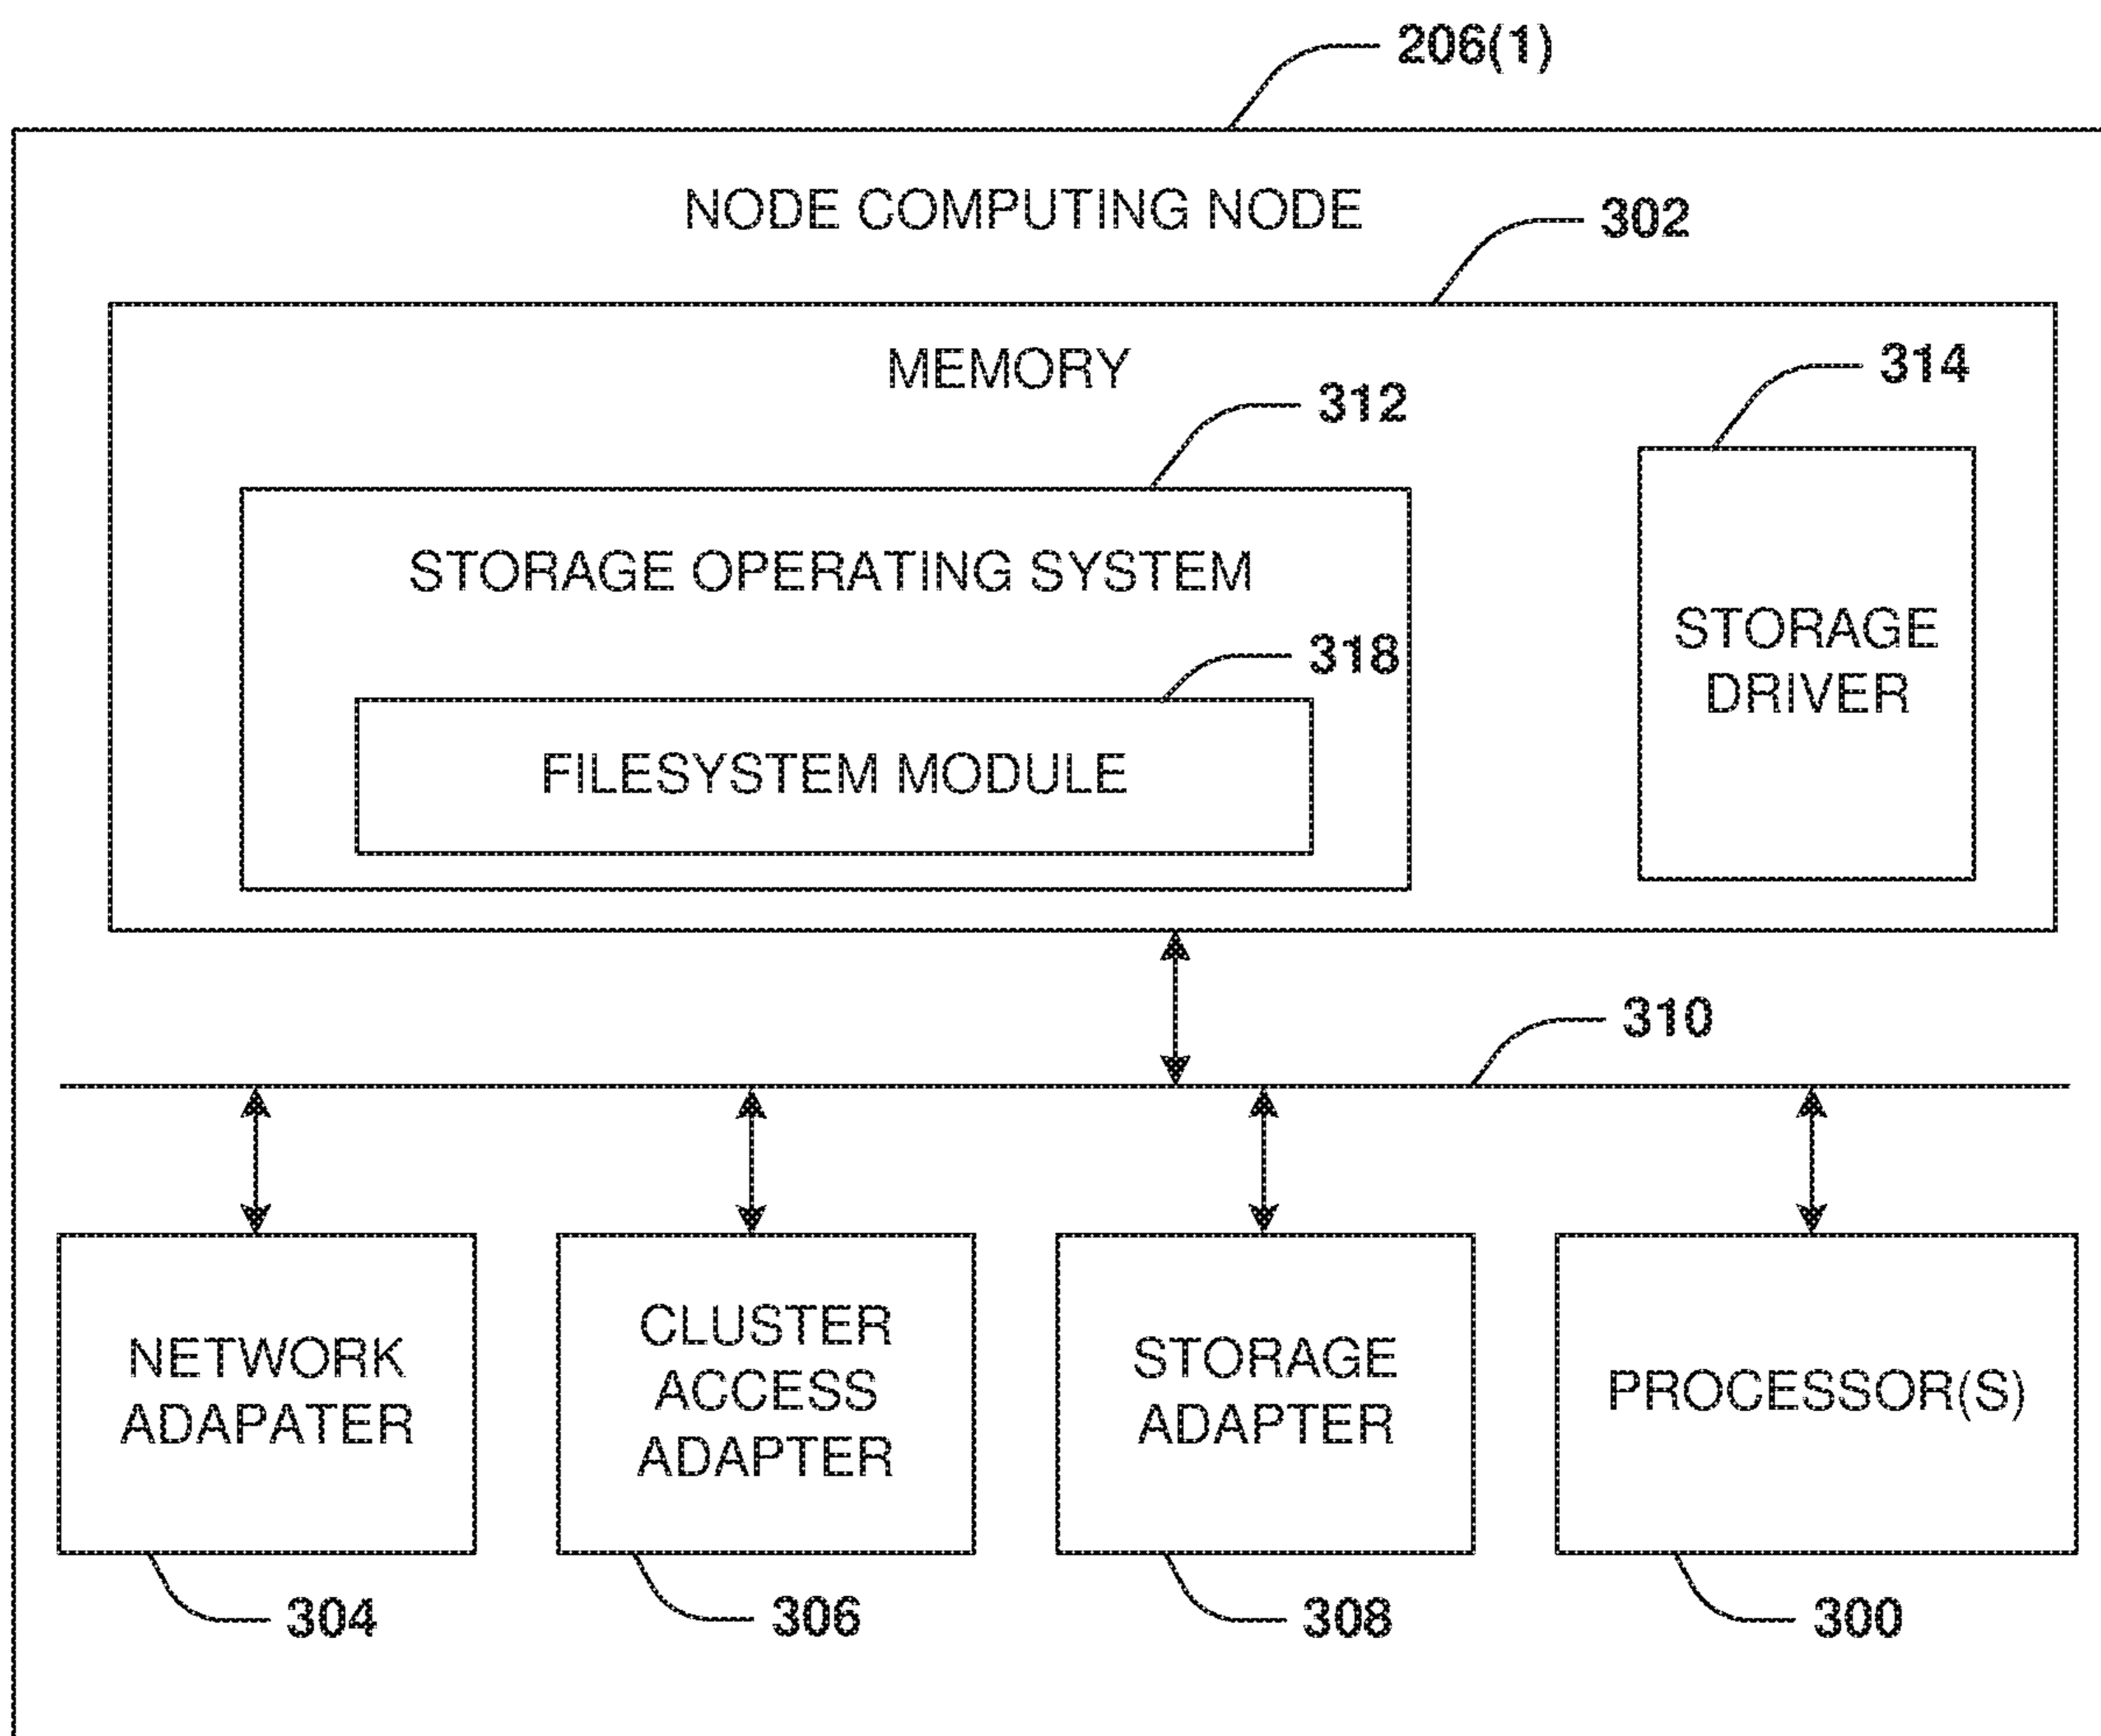 206(1)
NODE COMPUTING NODE
302
MEMORY
314
312
STORAGE OPERATING SYSTEM
STORAGE
DRIVER
318
FILESYSTEM MODULE
310
NETWORK
ADAPATER
CLUSTER
ACCESS
ADAPTER
STORAGE
ADAPTER
PROCESSOR(S)
304
306
308
300